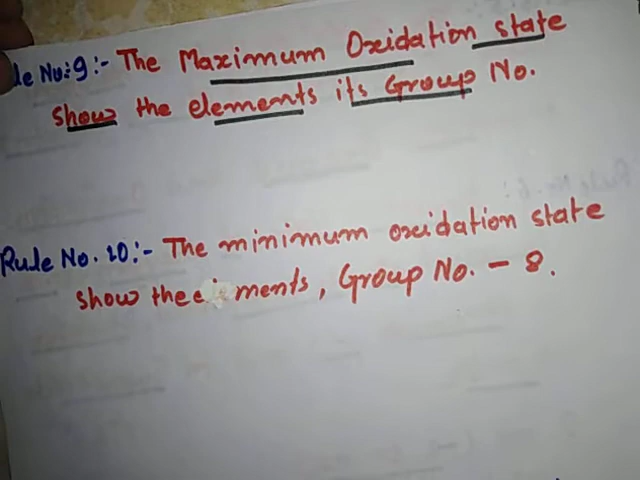 le No:9:- The Maximum Oxidation state
show the elements its Group No.
Rule No. 10:- The minimum oxidation state
show the elements, Group No. - 8.